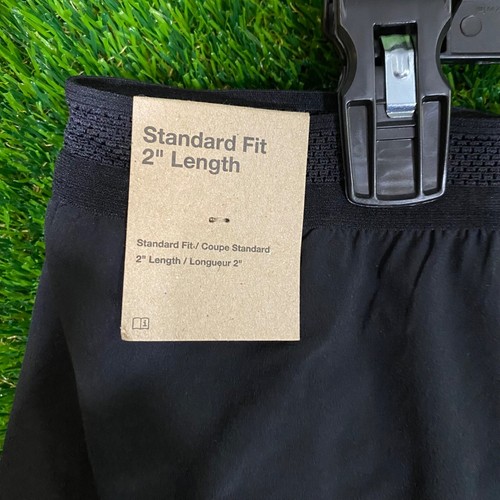 Standard Fit
2" Length
Standard Fit / Coupe Standard
2" Length / Longueur 2"